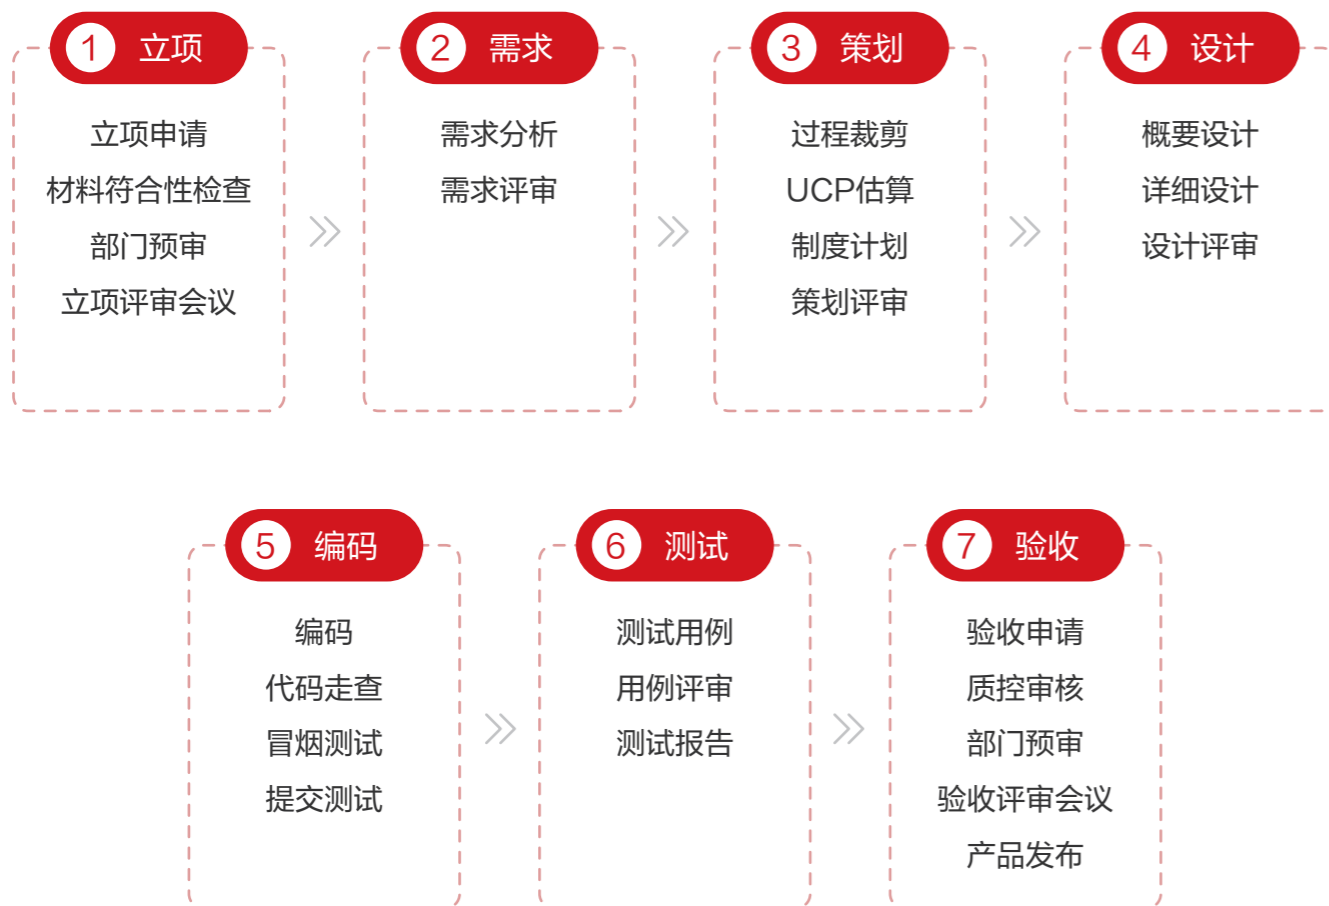 1 立项
立项申请
材料符合性检查
部门预审
立项评审会议
2 需求
需求分析
需求评审
3 策划
过程裁剪
UCP估算
制度计划
策划评审
4 设计
概要设计
详细设计
设计评审
5 编码
编码
代码走查
冒烟测试
提交测试
6 测试
测试用例
用例评审
测试报告
7 验收
验收申请
质控审核
部门预审
验收评审会议
产品发布